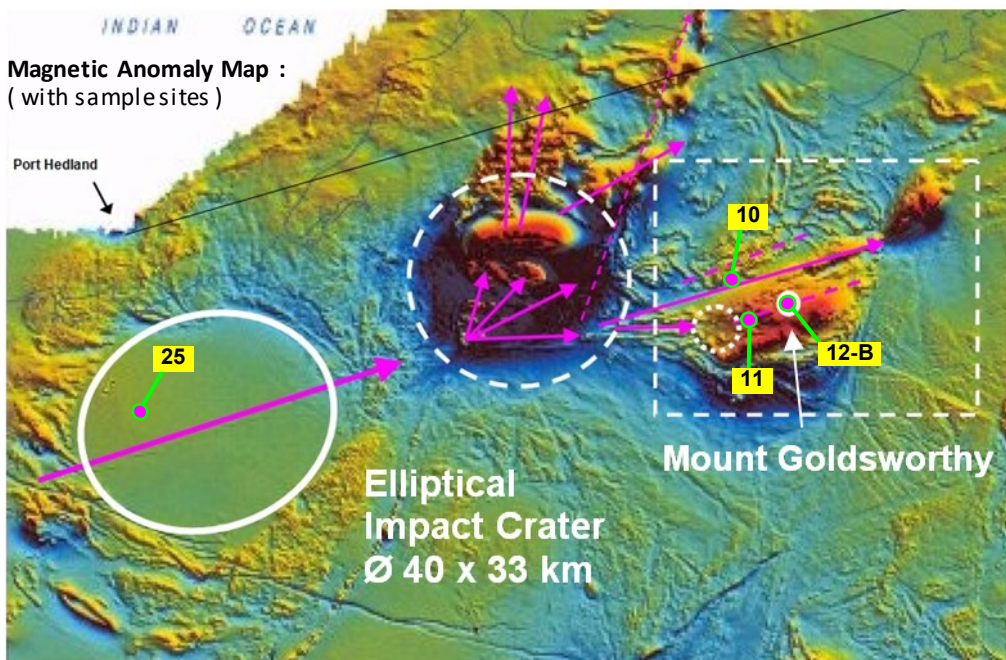 INDIAN OCEAN
Magnetic Anomaly Map :
( with sample sites )
Port Hedland
10
25
12-B
11
Mount Goldsworthy
Elliptical
Impact Crater
Ø 40 x 33 km